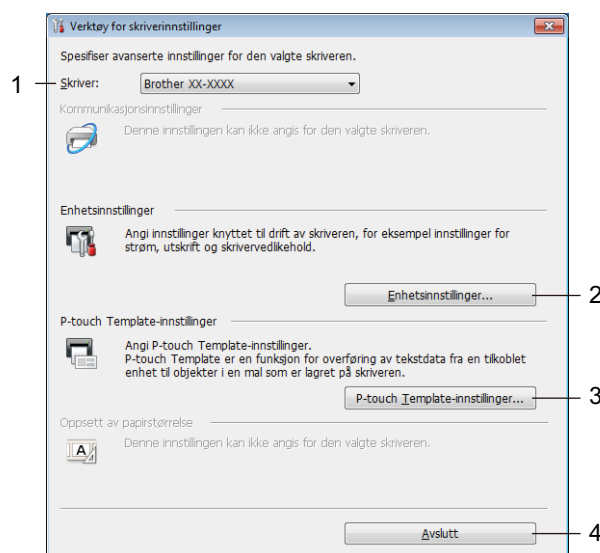 Verktøy for skriverinnstillinger
Spesifiser avanserte innstillinger for den valgte skriveren.
1
Skriver: Brother XX-XXXX
Kommunikasjonsinnstillinger
Denne innstillingen kan ikke angis for den valgte skriveren.
Enhetsinnstillinger
Angi innstillinger knyttet til drift av skriveren, for eksempel innstillinger for
strøm, utskrift og skrivervedlikehold.
Enhetsinnstillinger... 2
P-touch Template-innstillinger
Angi P-touch Template-innstillinger.
P-touch Template er en funksjon for overføring av tekstdata fra en tilkoblet
enhet til objekter i en mal som er lagret på skriveren.
P-touch Template-innstillinger... 3
Oppsett av papirstørrelse
A
Denne innstillingen kan ikke angis for den valgte skriveren.
Avslutt 4